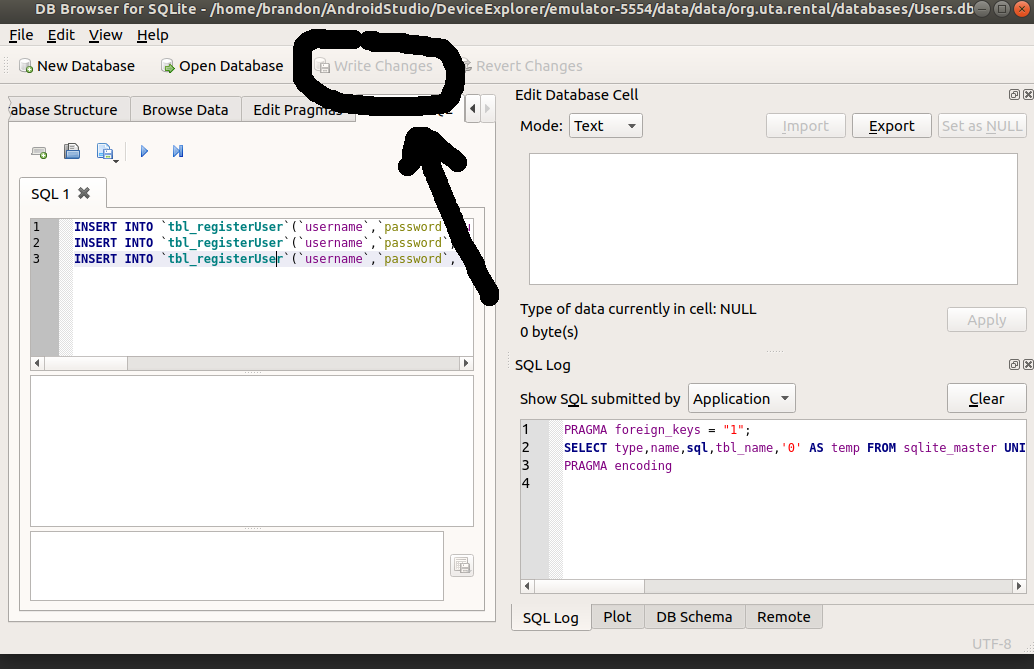 DB Browser for SQLite - /home/brandon/AndroidStudio/DeviceExplorer/emulator-5554/data/data/org.uta.rental/databases/Users.db
File Edit View Help
New Database Open Database Write Changes Revert Changes
abase Structure Browse Data Edit Pragmas
SQL 1
1 INSERT INTO `tbl_registerUser`(`username`,`password`
2 INSERT INTO `tbl_registerUser`(`username`,`password`,
3 INSERT INTO `tbl_registerUser`(`username`,`password`,
Edit Database Cell
Mode: Text Import Export Set as NULL
Type of data currently in cell: NULL
0 byte(s)
Apply
SQL Log
Show SQL submitted by Application Clear
1 PRAGMA foreign_keys = "1";
2 SELECT type,name,sql,tbl_name,'0' AS temp FROM sqlite_master UNI
3 PRAGMA encoding
4
SQL Log Plot DB Schema Remote
UTF-8